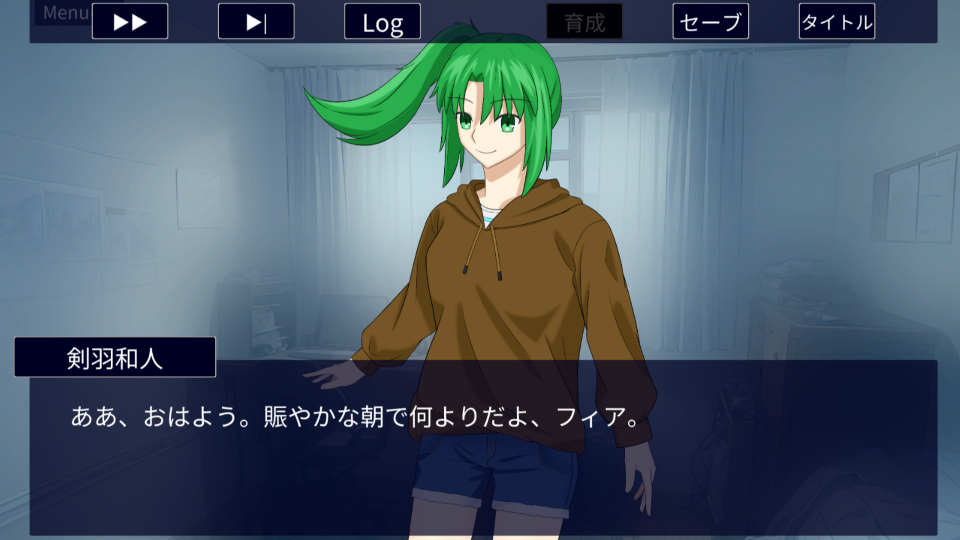 Menu
Log
育成
セーブ
タイトル
剣羽和人
ああ、おはよう。賑やかな朝で何よりだよ、フィア。